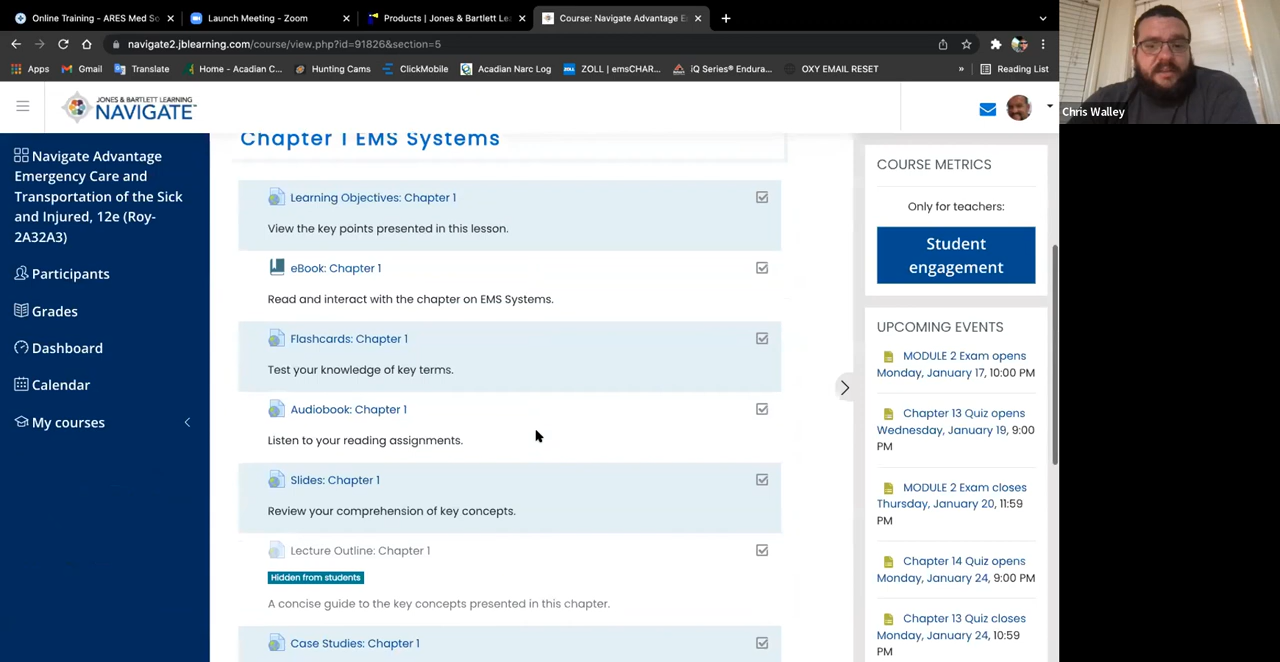 Online Training - ARES Med So
Launch Meeting - Zoom
Products | Jones & Bartlett Le
Course: Navigate Advantage E
navigate2.jblearning.com/course/view.php?id=91826&section=5
Apps
Gmail
Translate
Home - Acadian C...
Hunting Cams
ClickMobile
Acadian Narc Log
ZOLL | emsCHAR...
iQ Series® Endura...
OXY EMAIL RESET
»
Reading List
Chris Walley
JONES & BARTLETT LEARNING
NAVIGATE
Navigate Advantage
Emergency Care and
Transportation of the Sick
and Injured, 12e (Roy-
2A32A3)
Participants
Grades
Dashboard
Calendar
My courses
Chapter 1 EMS Systems
Learning Objectives: Chapter 1
View the key points presented in this lesson.
eBook: Chapter 1
Read and interact with the chapter on EMS Systems.
Flashcards: Chapter 1
Test your knowledge of key terms.
Audiobook: Chapter 1
Listen to your reading assignments.
Slides: Chapter 1
Review your comprehension of key concepts.
Lecture Outline: Chapter 1
Hidden from students
A concise guide to the key concepts presented in this chapter.
Case Studies: Chapter 1
COURSE METRICS
Only for teachers:
Student
engagement
UPCOMING EVENTS
MODULE 2 Exam opens
Monday, January 17, 10:00 PM
Chapter 13 Quiz opens
Wednesday, January 19, 9:00
PM
MODULE 2 Exam closes
Thursday, January 20, 11:59
PM
Chapter 14 Quiz opens
Monday, January 24, 9:00 PM
Chapter 13 Quiz closes
Monday, January 24, 10:59
PM